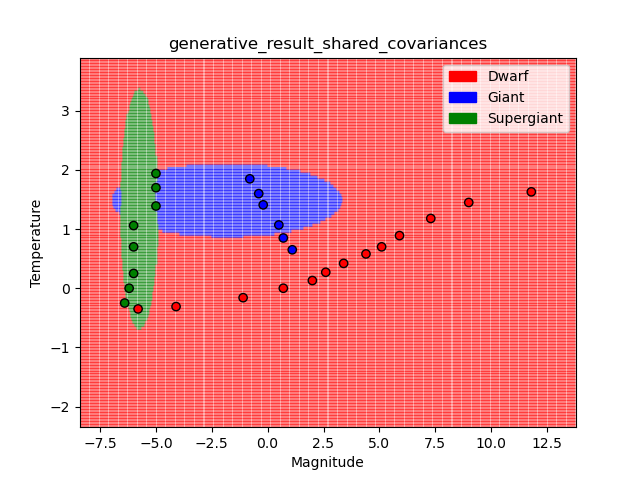 generative_result_shared_covariances
Dwarf
Giant
Supergiant
Temperature
3
2
1
0
−1
−2
−7.5 −5.0 −2.5 0.0 2.5 5.0 7.5 10.0 12.5
Magnitude